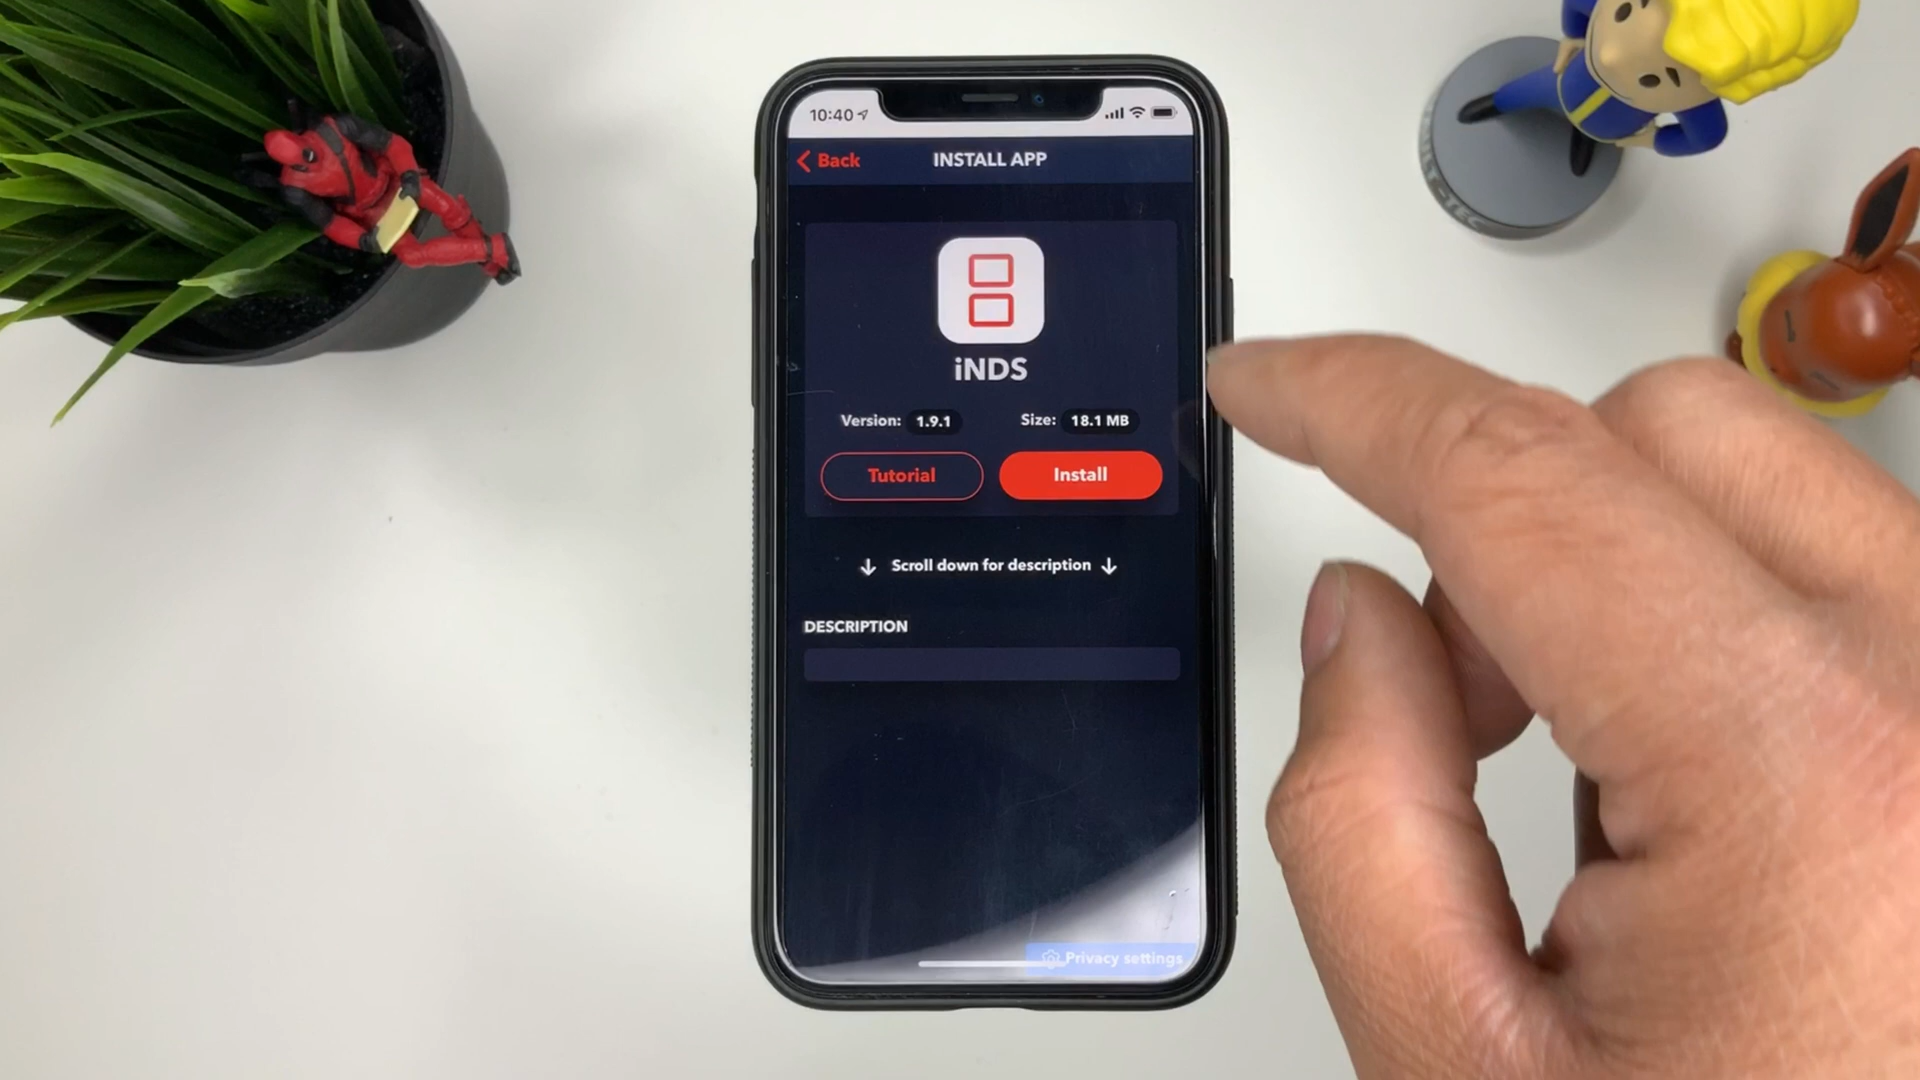 10:40
Back
INSTALL APP
iNDS
Version: 1.9.1
Size: 18.1 MB
Tutorial
Install
↓ Scroll down for description ↓
DESCRIPTION
Privacy settings